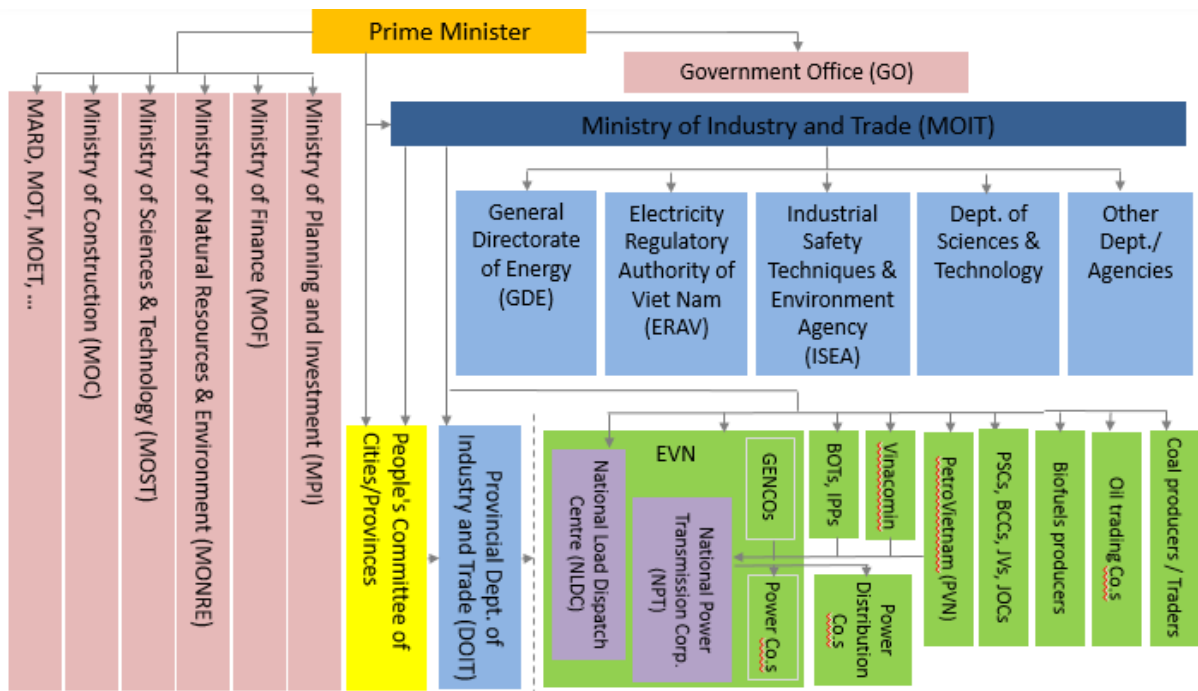 Prime Minister
Government Office (GO)
Ministry of Industry and Trade (MOIT)
MARD, MOT, MOET, ...
Ministry of Construction (MOC)
Ministry of Sciences & Technology (MOST)
Ministry of Natural Resources & Environment (MONRE)
Ministry of Finance (MOF)
Ministry of Planning and Investment (MPI)
General
Directorate
of Energy
(GDE)
Electricity
Regulatory
Authority of
Viet Nam
(ERAV)
Industrial
Safety
Techniques &
Environment
Agency
(ISEA)
Dept. of
Sciences &
Technology
Other
Dept./
Agencies
People's Committee of
Cities/Provinces
Provincial Dept. of
Industry and Trade (DOIT)
EVN
National Load Dispatch
Centre (NLDC)
National Power
Transmission Corp.
(NPT)
GENCOs
Power Co.s
BOTs, IPPs
Vinacomin
Power
Distribution
Co.s
PetroVietnam (PVN)
PSCs, BCCs, JVs, JOCs
Biofuels producers
Oil trading Co.s
Coal producers / Traders